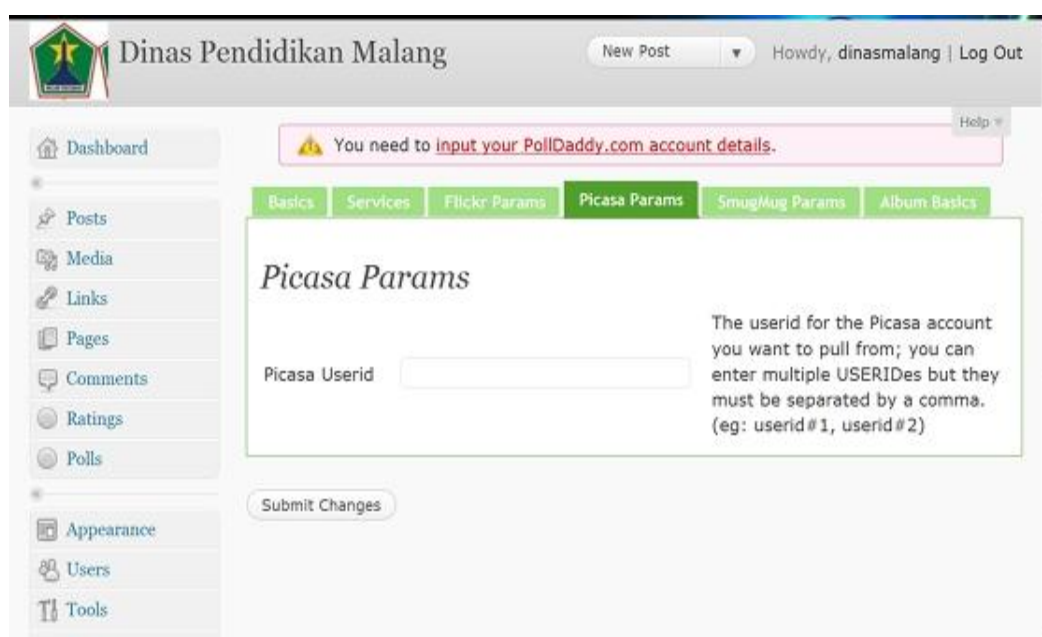 Dinas Pendidikan Malang
New Post
Howdy, dinasmalang | Log Out
Help
Dashboard
Posts
Media
Links
Pages
Comments
Ratings
Polls
Appearance
Users
Tools
You need to input your PollDaddy.com account details.
Basics Services Flickr Params Picasa Params SmugMug Params Album Basics
Picasa Params
Picasa Userid
The userid for the Picasa account
you want to pull from; you can
enter multiple USERIDes but they
must be separated by a comma.
(eg: userid#1, userid#2)
Submit Changes